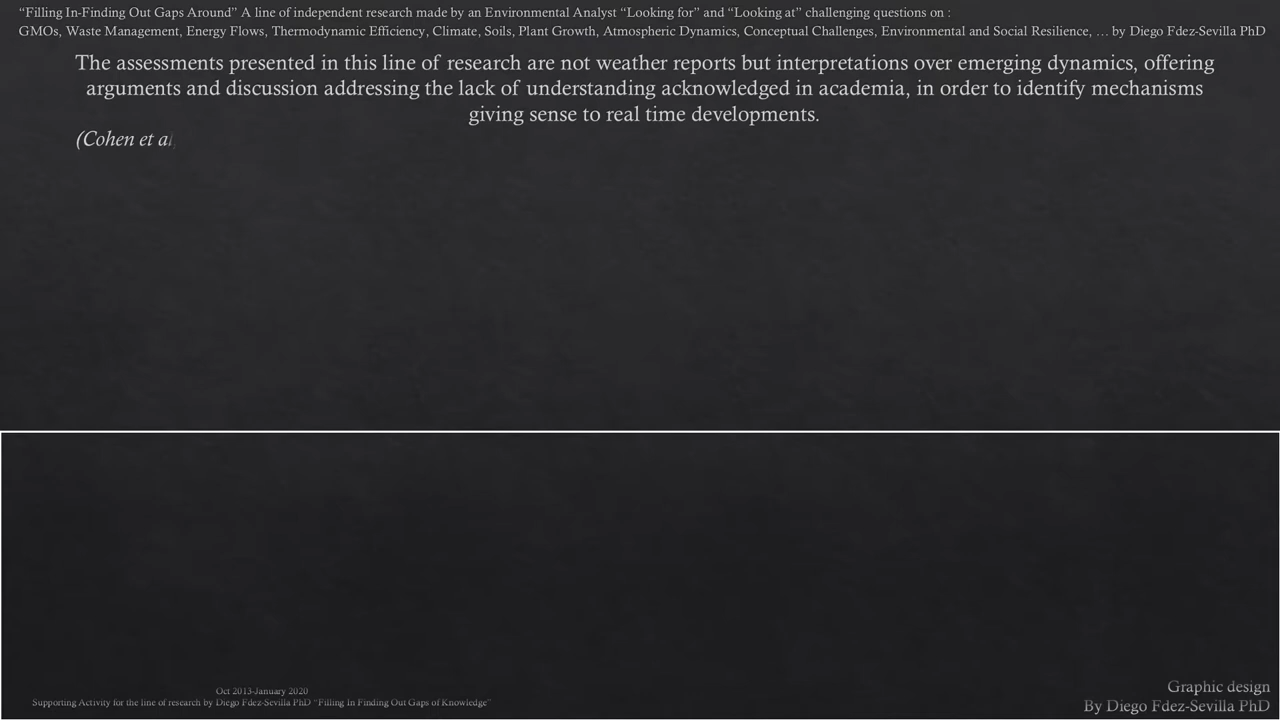 “Filling In-Finding Out Gaps Around” A line of independent research made by an Environmental Analyst “Looking for” and “Looking at” challenging questions on :
GMOs, Waste Management, Energy Flows, Thermodynamic Efficiency, Climate, Soils, Plant Growth, Atmospheric Dynamics, Conceptual Challenges, Environmental and Social Resilience, … by Diego Fdez-Sevilla PhD
The assessments presented in this line of research are not weather reports but interpretations over emerging dynamics, offering
arguments and discussion addressing the lack of understanding acknowledged in academia, in order to identify mechanisms
giving sense to real time developments.
(Cohen et al
Oct 2013-January 2020
Supporting Activity for the line of research by Diego Fdez-Sevilla PhD “Filling In Finding Out Gaps of Knowledge”
Graphic design
By Diego Fdez-Sevilla PhD